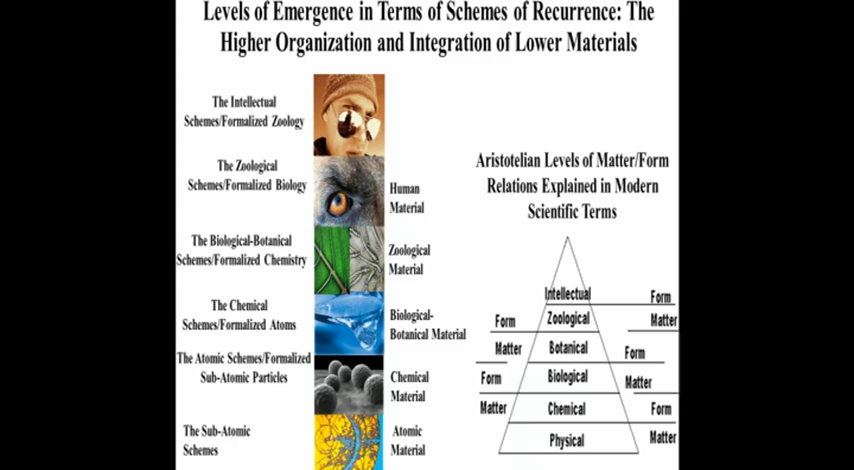 Levels of Emergence in Terms of Schemes of Recurrence: The
Higher Organization and Integration of Lower Materials
The Intellectual
Schemes/Formalized Zoology
The Zoological
Schemes/Formalized Biology
The Biological-Botanical
Schemes/Formalized Chemistry
The Chemical
Schemes/Formalized Atoms
The Atomic Schemes/Formalized
Sub-Atomic Particles
The Sub-Atomic
Schemes
Human
Material
Zoological
Material
Biological-
Botanical Material
Chemical
Material
Atomic
Material
Aristotelian Levels of Matter/Form
Relations Explained in Modern
Scientific Terms
Intellectual Form
Form Zoological Matter
Matter Botanical Form
Form Biological Matter
Matter Chemical Form
Physical Matter